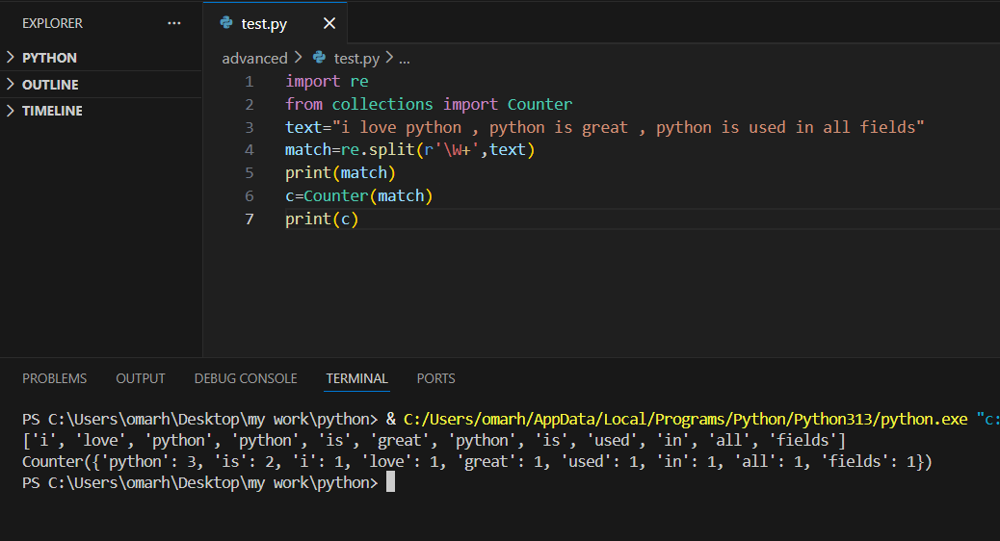 EXPLORER ...
PYTHON
OUTLINE
TIMELINE
test.py
advanced > test.py > ...
1 import re
2 from collections import Counter
3 text="i love python , python is great , python is used in all fields"
4 match=re.split(r'\W+',text)
5 print(match)
6 c=Counter(match)
7 print(c)
PROBLEMS OUTPUT DEBUG CONSOLE TERMINAL PORTS
PS C:\Users\omarh\Desktop\my work\python> & C:/Users/omarh/AppData/Local/Programs/Python/Python313/python.exe "c:
['i', 'love', 'python', 'python', 'is', 'great', 'python', 'is', 'used', 'in', 'all', 'fields']
Counter({'python': 3, 'is': 2, 'i': 1, 'love': 1, 'great': 1, 'used': 1, 'in': 1, 'all': 1, 'fields': 1})
PS C:\Users\omarh\Desktop\my work\python>